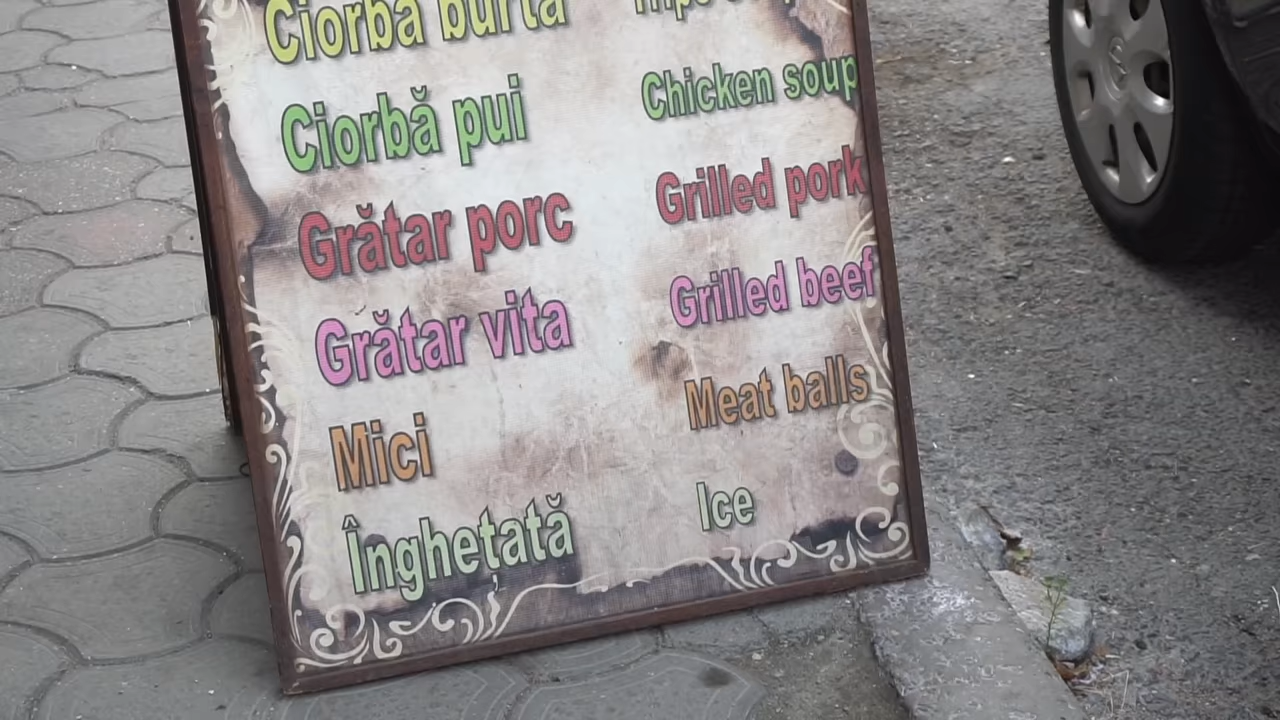 Ciorbă burtă
Ciorbă pui Chicken soup
Grătar porc Grilled pork
Grătar vita Grilled beef
Mici Meat balls
Înghețată Ice